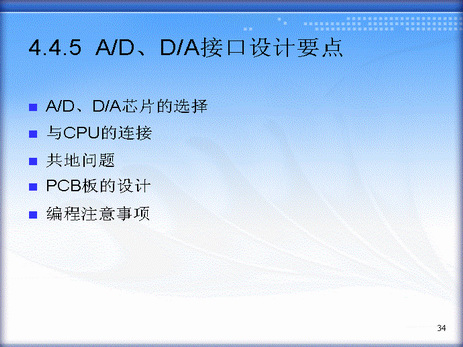 4.4.5 A/D、D/A接口设计要点
A/D、D/A芯片的选择
与CPU的连接
共地问题
PCB板的设计
编程注意事项
34